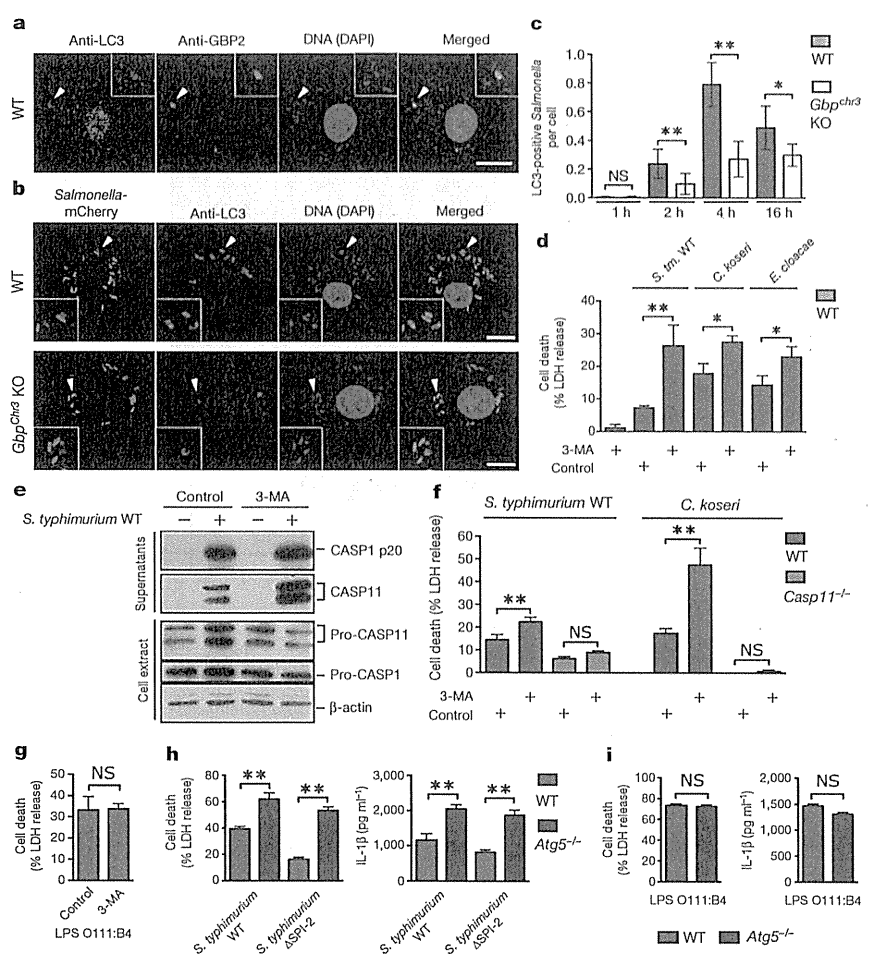 a
Anti-LC3 Anti-GBP2 DNA (DAPI) Merged
WT
b
Salmonella-
mCherry Anti-LC3 DNA (DAPI) Merged
WT
Gbp^Chr3 KO
c
LC3-positive Salmonella
per cell
1.0
0.8
0.6
0.4
0.2
0.0
NS ** ** *
1 h 2 h 4 h 16 h
WT
Gbp^chr3
KO
d
S. tm. WT C. koseri E. cloacae
Cell death
(% LDH release)
40
30
20
10
0
** * *
WT
3-MA + + + +
Control + + +
e
Control 3-MA
S. typhimurium WT – + – +
Supernatants
CASP1 p20
CASP11
Cell extract
Pro-CASP11
Pro-CASP1
β-actin
f
S. typhimurium WT C. koseri
Cell death (% LDH release)
60
50
40
30
20
10
0
** NS ** NS
WT
Casp11–/–
3-MA + + + +
Control + + + +
g
Cell death
(% LDH release)
50
40
30
20
10
0
NS
Control 3-MA
LPS O111:B4
h
Cell death
(% LDH release)
80
60
40
20
0
** **
S. typhimurium
WT
S. typhimurium
ΔSPI-2
IL-1β (pg ml–1)
3,000
2,000
1,000
0
** **
S. typhimurium
WT
S. typhimurium
ΔSPI-2
WT
Atg5–/–
i
Cell death
(% LDH release)
100
80
60
40
20
0
NS
LPS O111:B4
IL-1β (pg ml–1)
2,000
1,500
1,000
500
0
NS
LPS O111:B4
WT Atg5–/–